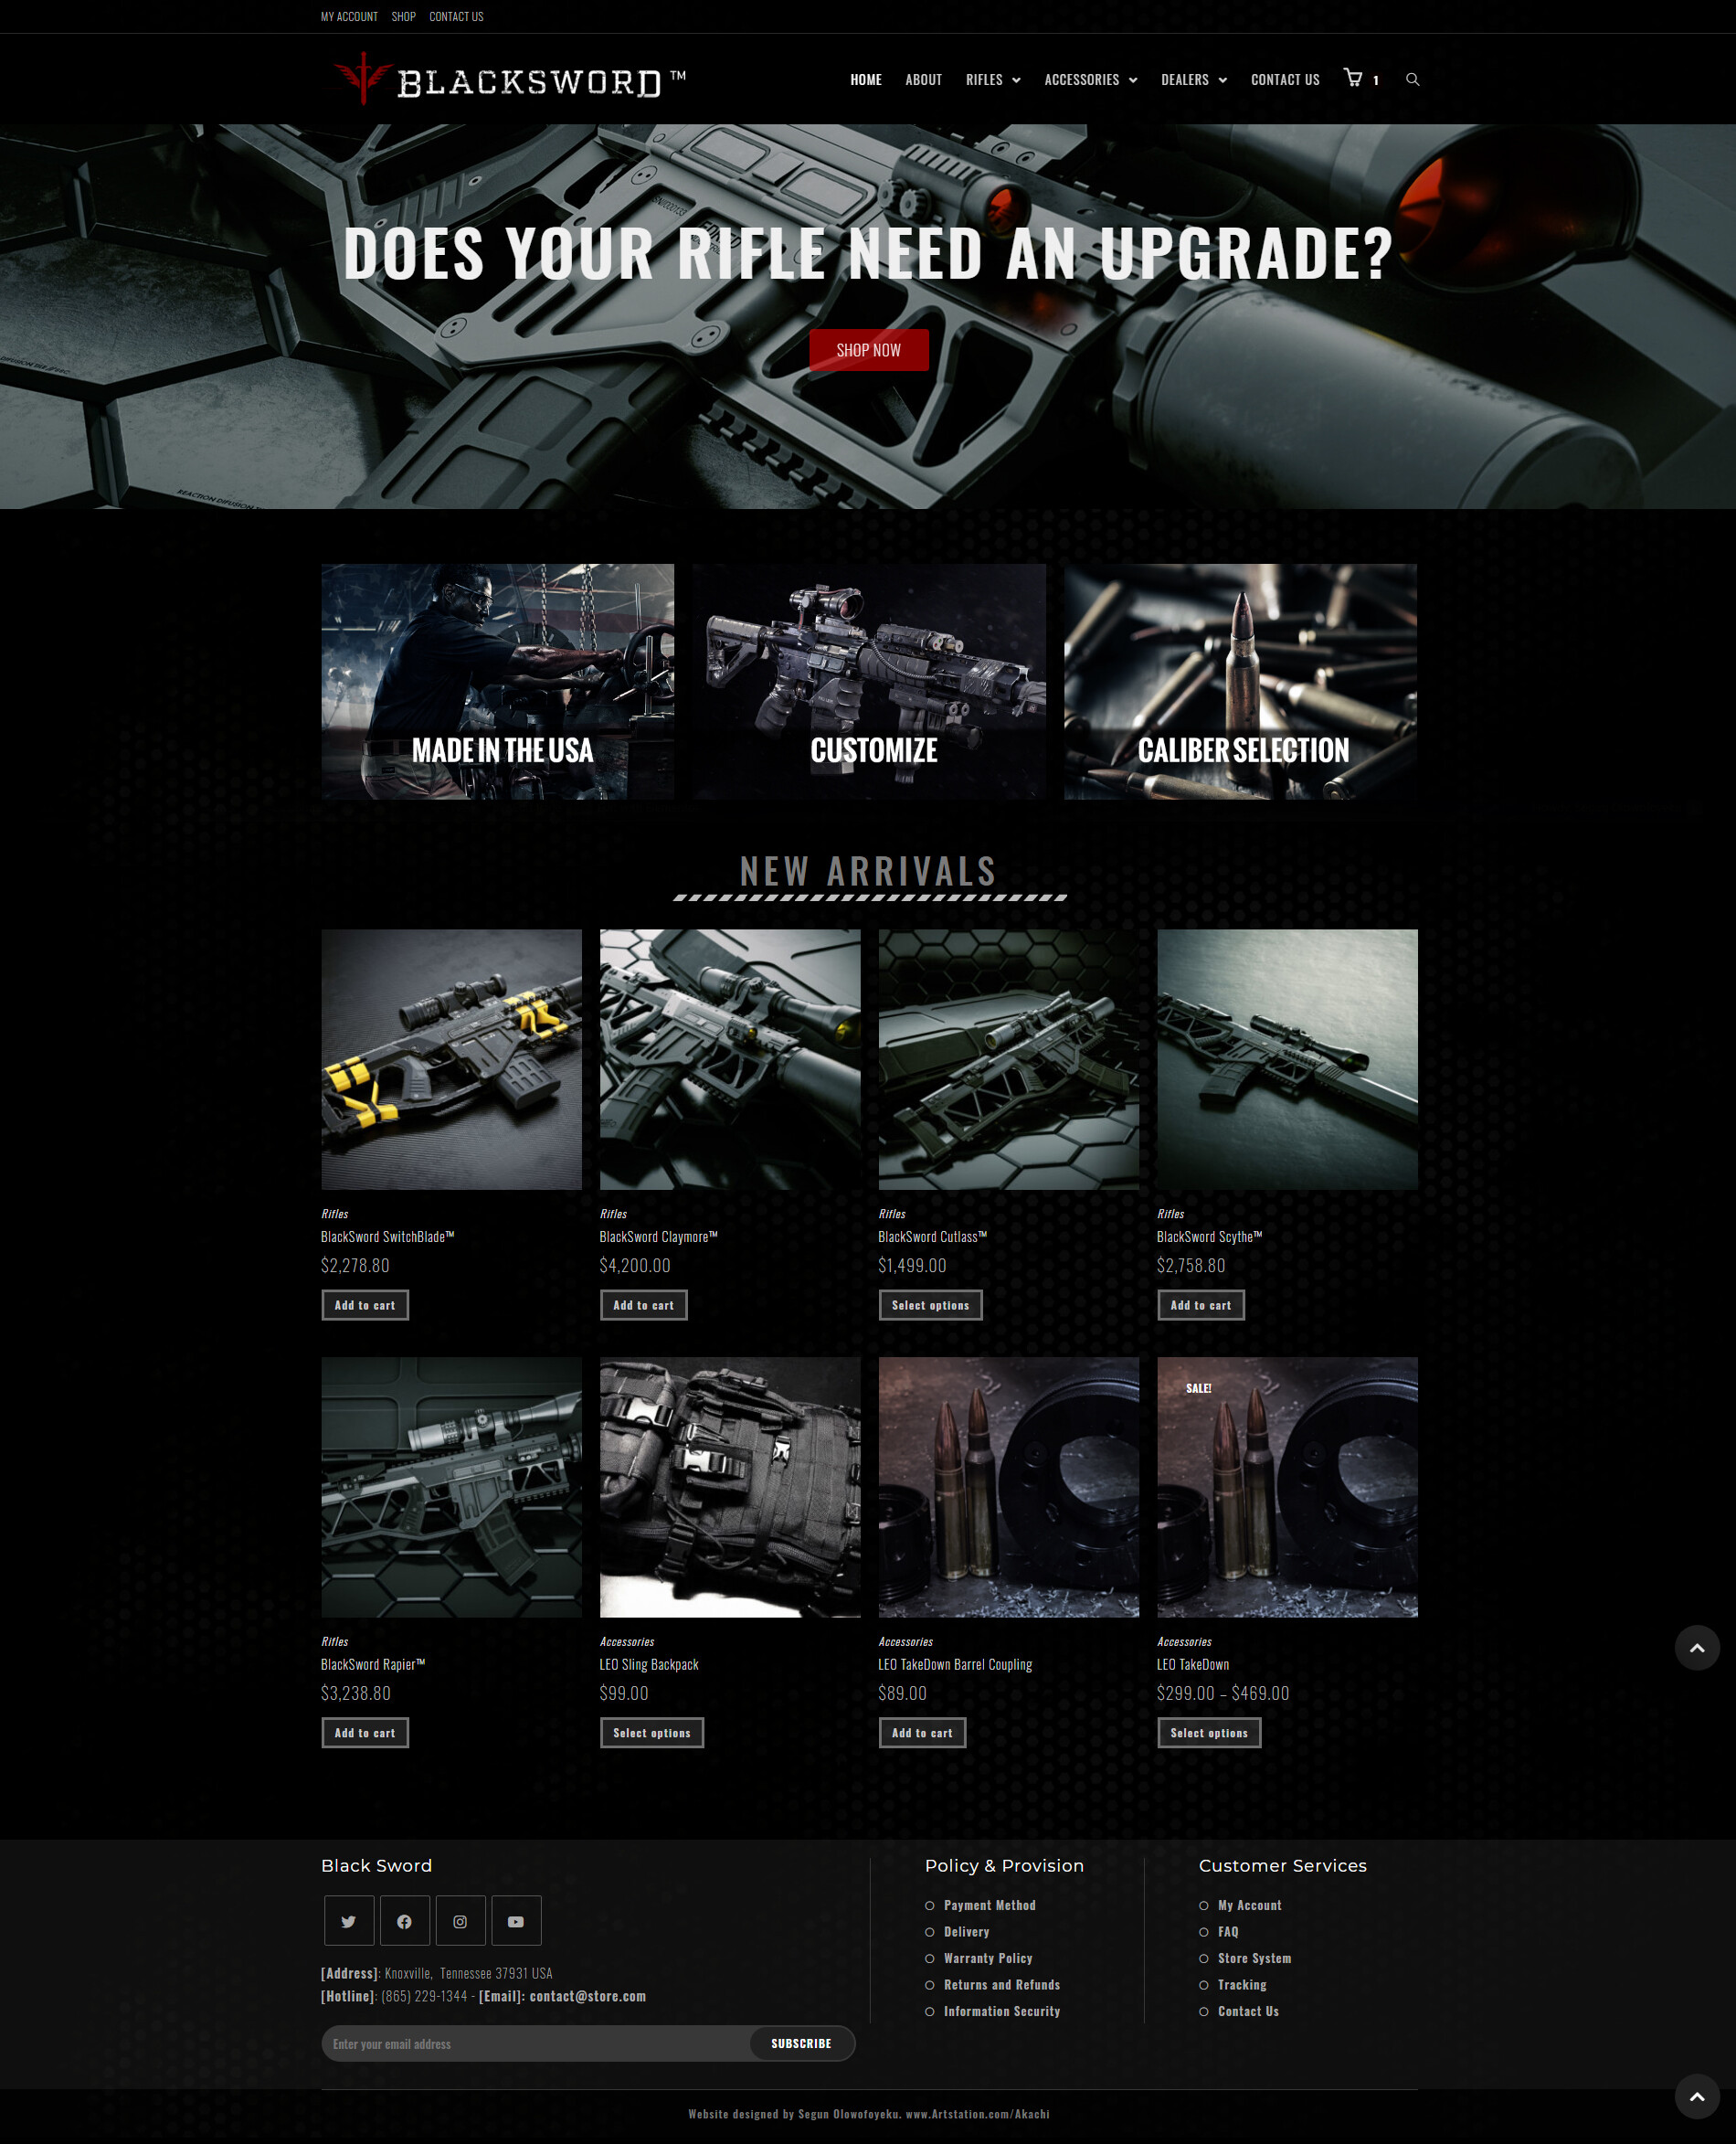 MY ACCOUNT SHOP CONTACT US
BLACKSWORD™
HOME ABOUT RIFLES ACCESSORIES DEALERS CONTACT US 1
DOES YOUR RIFLE NEED AN UPGRADE?
SHOP NOW
MADE IN THE USA
CUSTOMIZE
CALIBER SELECTION
NEW ARRIVALS
Rifles
BlackSword SwitchBlade™
$2,278.80
Add to cart
Rifles
BlackSword Claymore™
$4,200.00
Add to cart
Rifles
BlackSword Cutlass™
$1,499.00
Select options
Rifles
BlackSword Scythe™
$2,758.80
Add to cart
Rifles
BlackSword Rapier™
$3,238.80
Add to cart
Accessories
LEO Sling Backpack
$99.00
Select options
Accessories
LEO TakeDown Barrel Coupling
$89.00
Add to cart
SALE!
Accessories
LEO TakeDown
$299.00 – $469.00
Select options
Black Sword
[Address]: Knoxville, Tennessee 37931 USA
[Hotline]: (865) 229-1344 - [Email]: contact@store.com
Enter your email address
SUBSCRIBE
Policy & Provision
Payment Method
Delivery
Warranty Policy
Returns and Refunds
Information Security
Customer Services
My Account
FAQ
Store System
Tracking
Contact Us
Website designed by Segun Olowofoyeku. www.Artstation.com/Akachi